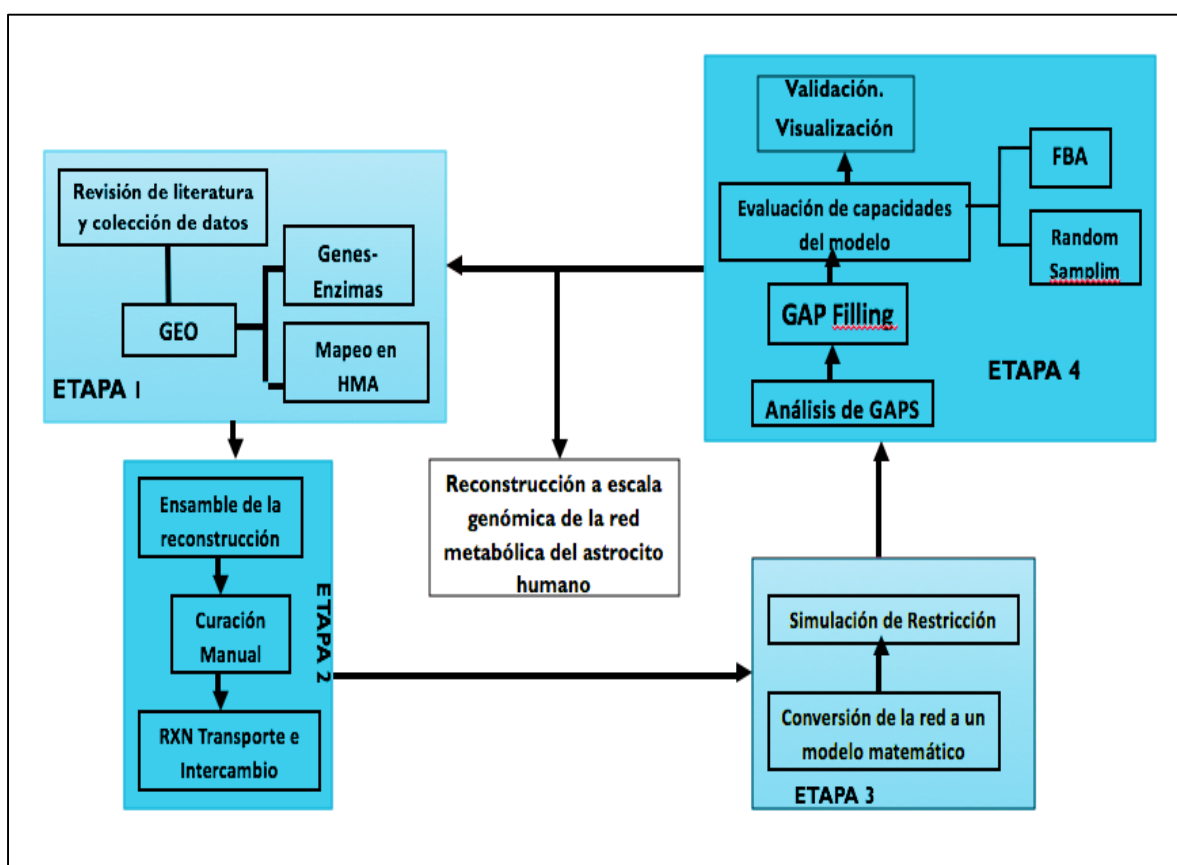 Revisión de literatura
y colección de datos
GEO
Genes-
Enzimas
Mapeo en
HMA
ETAPA I
Ensamble de la
reconstrucción
Curación
Manual
RXN Transporte e
Intercambio
ETAPA 2
Reconstrucción a escala
genómica de la red
metabólica del astrocito
humano
Simulación de Restricción
Conversión de la red a un
modelo matemático
ETAPA 3
Validación.
Visualización
Evaluación de capacidades
del modelo
FBA
Random
Samplim
GAP Filling
Análisis de GAPS
ETAPA 4